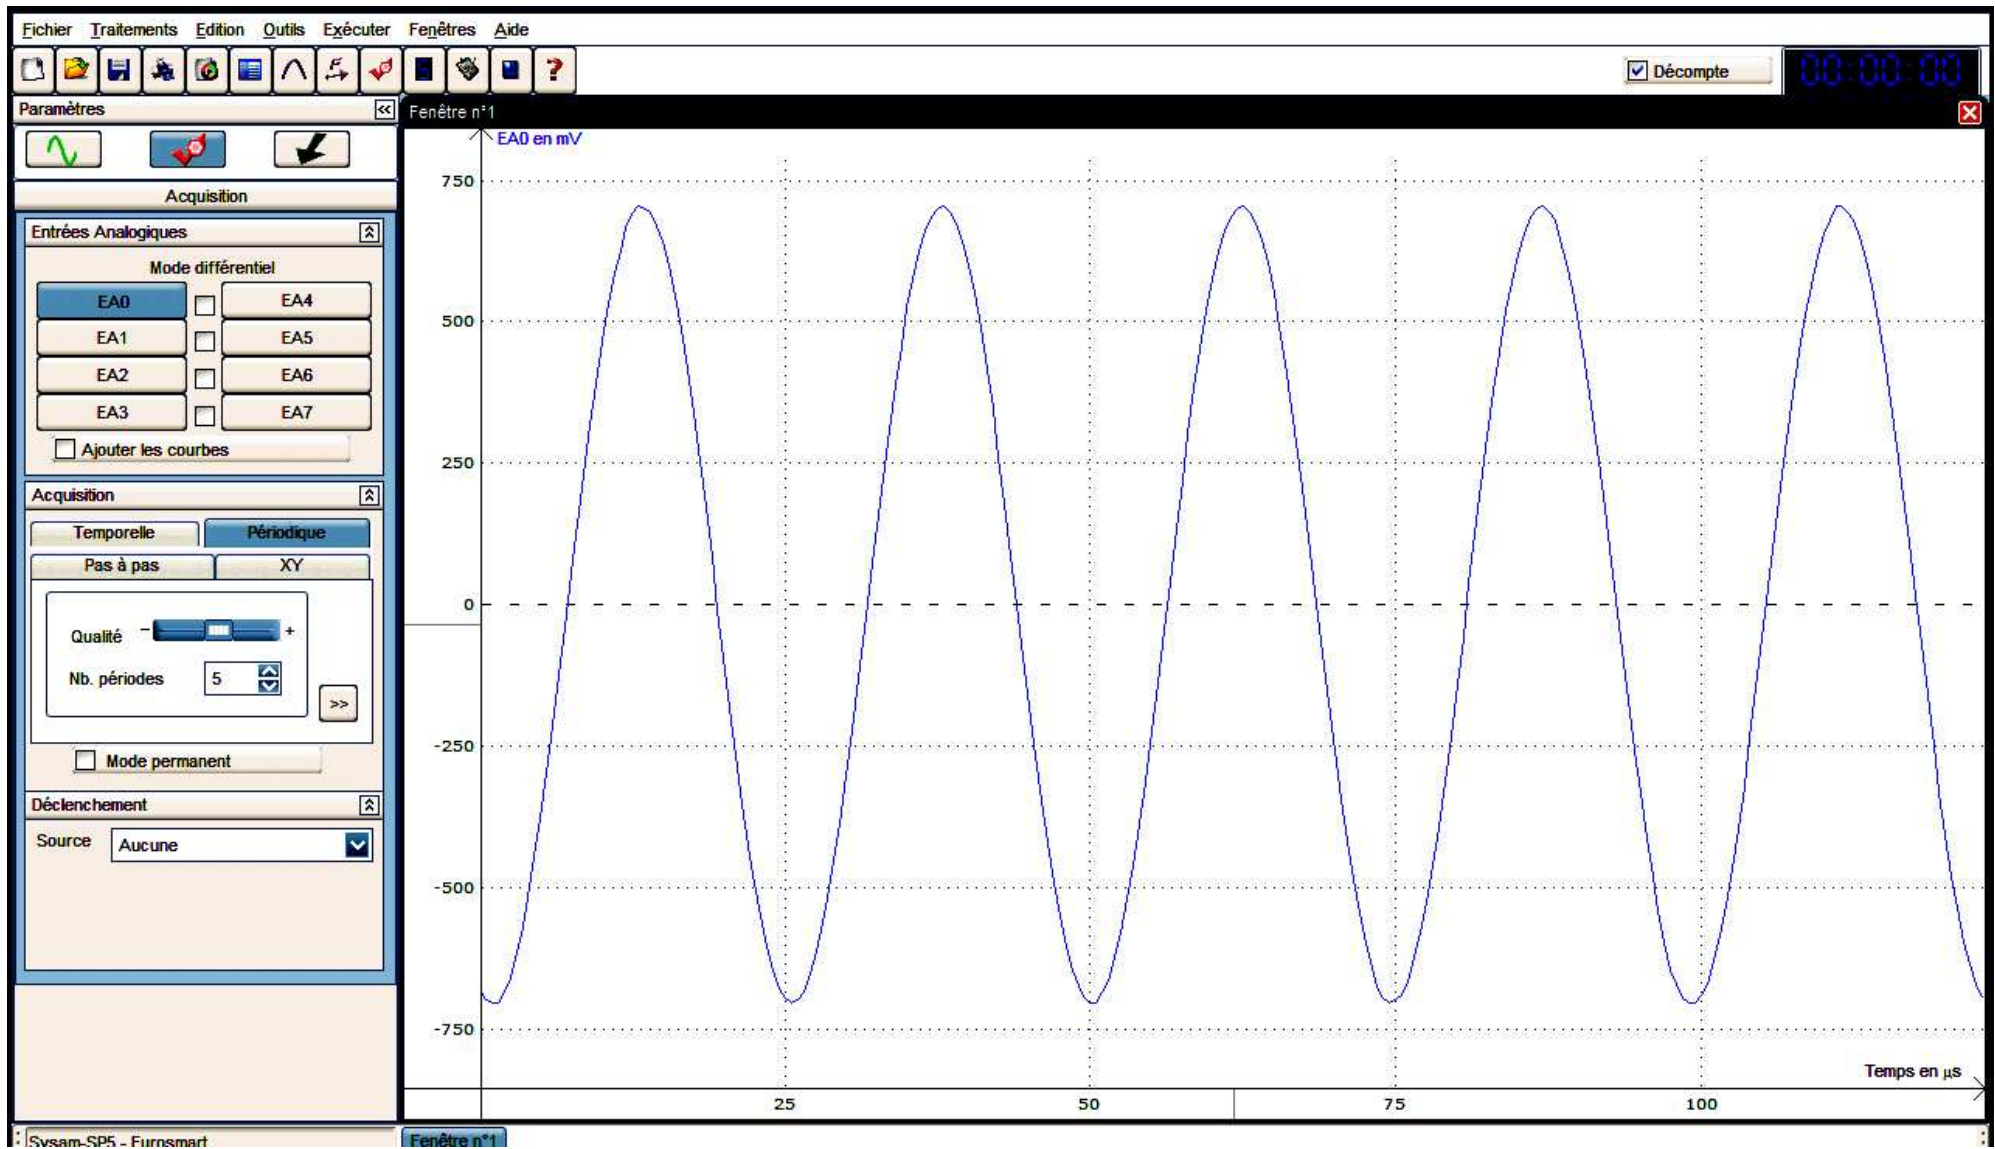 Fichier Traitements Edition Outils Exécuter Fenêtres Aide
Décompte 00:00:00
Paramètres
Fenêtre n°1
Acquisition
Entrées Analogiques
Mode différentiel
EA0 EA4
EA1 EA5
EA2 EA6
EA3 EA7
Ajouter les courbes
Acquisition
Temporelle Périodique
Pas à pas XY
Qualité - +
Nb. périodes 5
>>
Mode permanent
Déclenchement
Source Aucune
EA0 en mV
750
500
250
0
-250
-500
-750
Temps en µs
25 50 75 100
Sysam-SP5 - Eurosmart
Fenêtre n°1